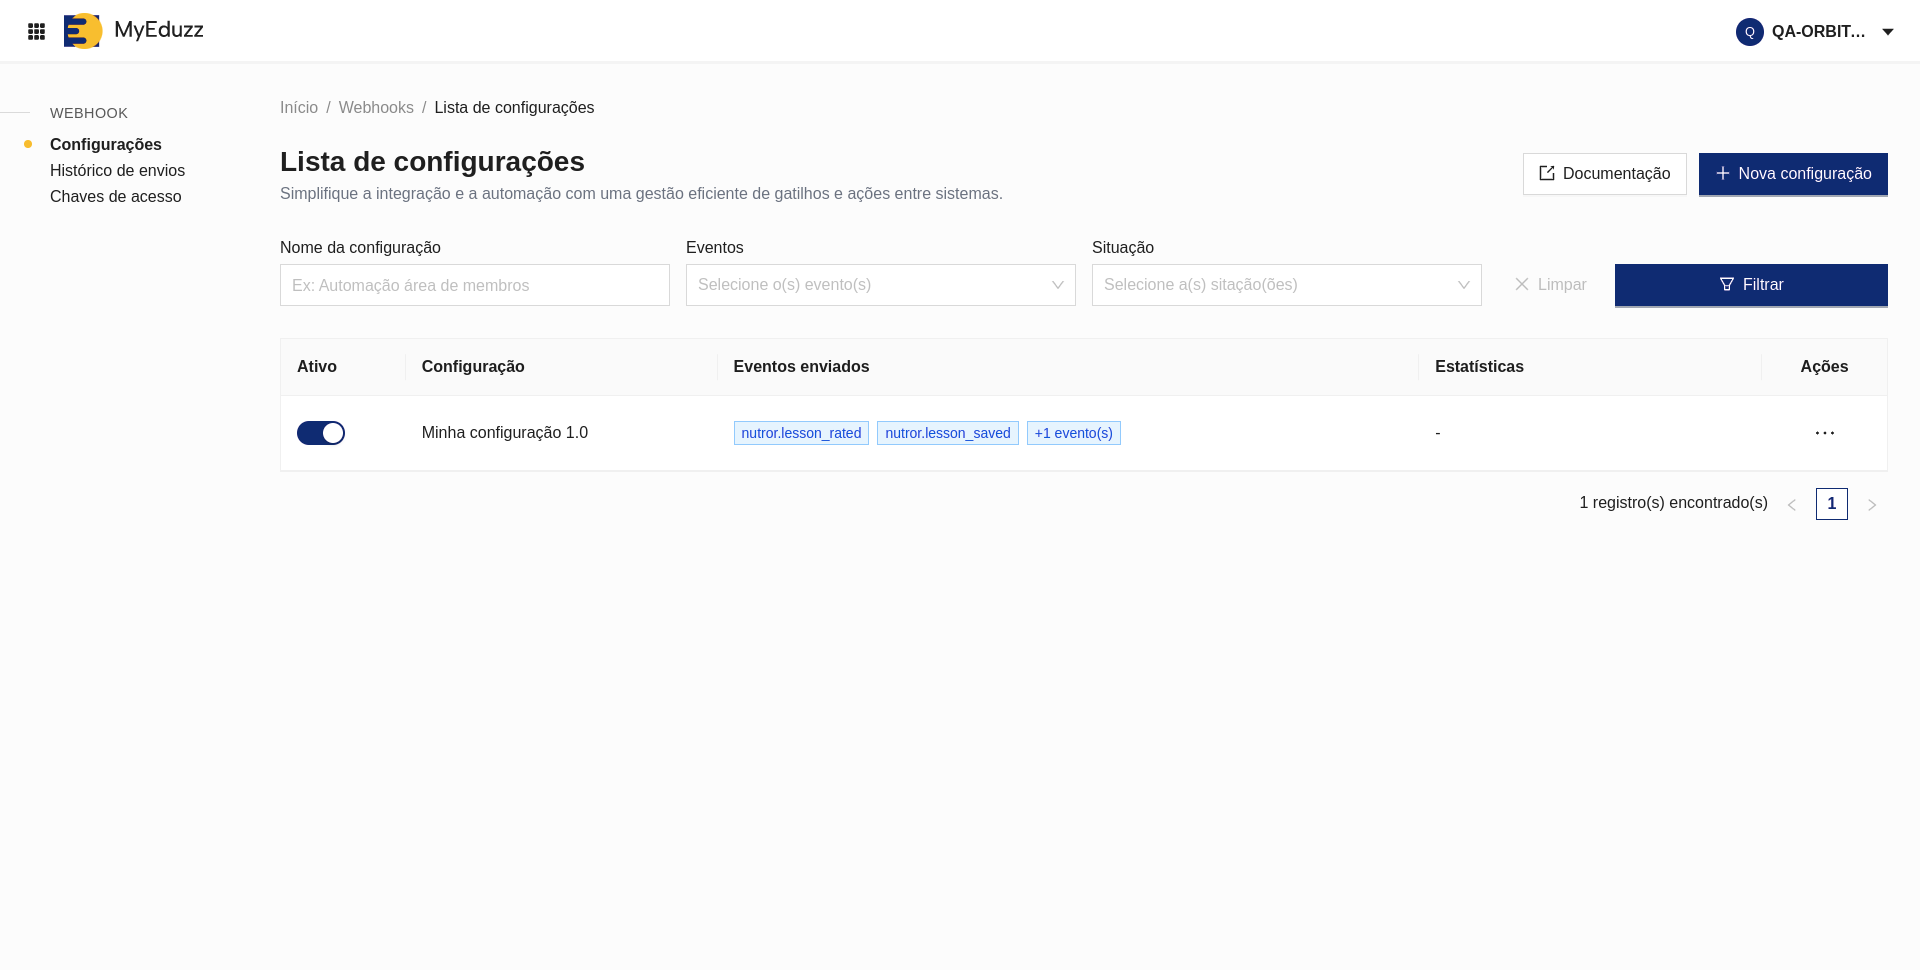 MyEduzz
Q QA-ORBIT...
WEBHOOK
Configurações
Histórico de envios
Chaves de acesso
Início / Webhooks / Lista de configurações
Lista de configurações
Simplifique a integração e a automação com uma gestão eficiente de gatilhos e ações entre sistemas.
Documentação
Nova configuração
Nome da configuração Eventos Situação
Ex: Automação área de membros Selecione o(s) evento(s) Selecione a(s) sitação(ões) Limpar Filtrar
Ativo Configuração Eventos enviados Estatísticas Ações
Minha configuração 1.0 nutror.lesson_rated nutror.lesson_saved +1 evento(s) - ...
1 registro(s) encontrado(s) < 1 >